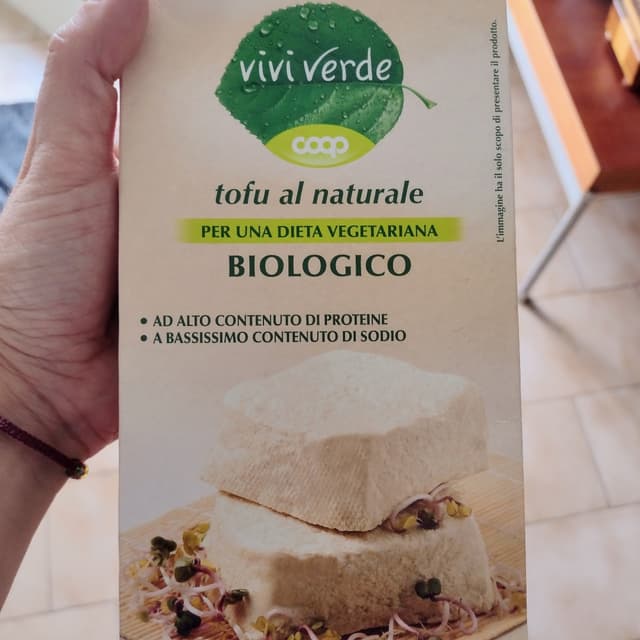 vivi verde
coop
tofu al naturale
PER UNA DIETA VEGETARIANA
BIOLOGICO
• AD ALTO CONTENUTO DI PROTEINE
• A BASSISSIMO CONTENUTO DI SODIO
L'immagine ha il solo scopo di presentare il prodotto.